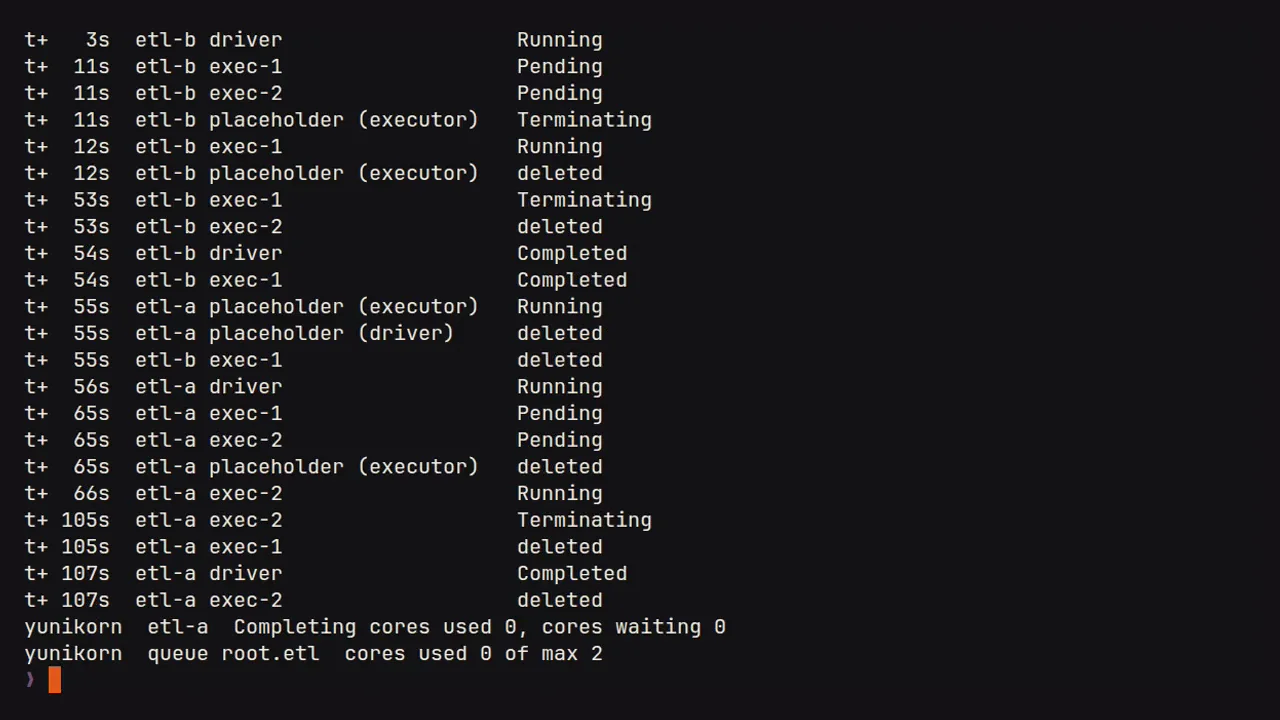 t+   3s  etl-b driver                   Running
t+  11s  etl-b exec-1                   Pending
t+  11s  etl-b exec-2                   Pending
t+  11s  etl-b placeholder (executor)   Terminating
t+  12s  etl-b exec-1                   Running
t+  12s  etl-b placeholder (executor)   deleted
t+  53s  etl-b exec-1                   Terminating
t+  53s  etl-b exec-2                   deleted
t+  54s  etl-b driver                   Completed
t+  54s  etl-b exec-1                   Completed
t+  55s  etl-a placeholder (executor)   Running
t+  55s  etl-a placeholder (driver)     deleted
t+  55s  etl-b exec-1                   deleted
t+  56s  etl-a driver                   Running
t+  65s  etl-a exec-1                   Pending
t+  65s  etl-a exec-2                   Pending
t+  65s  etl-a placeholder (executor)   deleted
t+  66s  etl-a exec-2                   Running
t+ 105s  etl-a exec-2                   Terminating
t+ 105s  etl-a exec-1                   deleted
t+ 107s  etl-a driver                   Completed
t+ 107s  etl-a exec-2                   deleted
yunikorn  etl-a  Completing cores used 0, cores waiting 0
yunikorn  queue root.etl  cores used 0 of max 2
❯